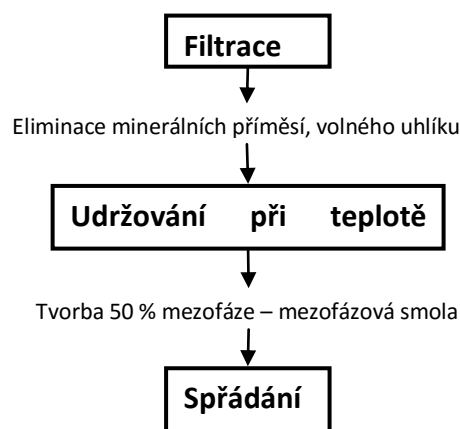 Filtrace
Eliminace minerálních příměsí, volného uhlíku
Udržování při teplotě
Tvorba 50 % mezofáze – mezofázová smola
Spřádání